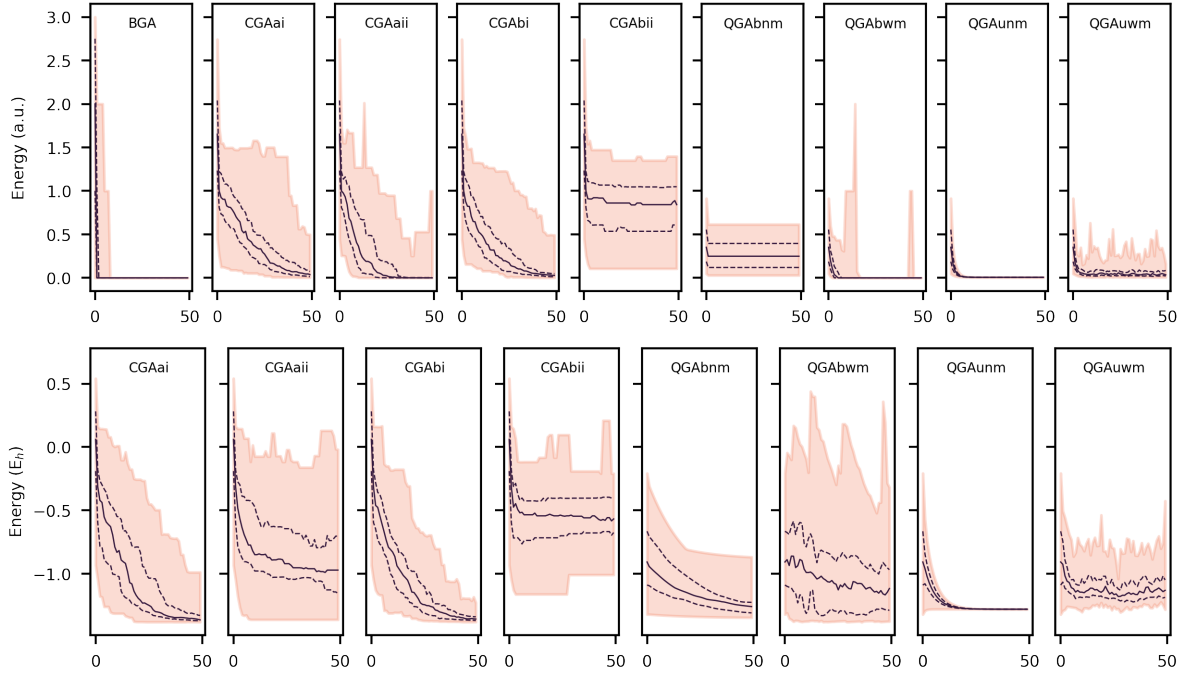 BGA CGAai CGAaii CGAbi CGAbii QGAbnm QGAbwm QGAunm QGAuwm
Energy (a.u.)
3.0
2.5
2.0
1.5
1.0
0.5
0.0
0 50 0 50 0 50 0 50 0 50 0 50 0 50 0 50 0 50
CGAai CGAaii CGAbi CGAbii QGAbnm QGAbwm QGAunm QGAuwm
Energy (E_h)
0.5
0.0
−0.5
−1.0
0 50 0 50 0 50 0 50 0 50 0 50 0 50 0 50